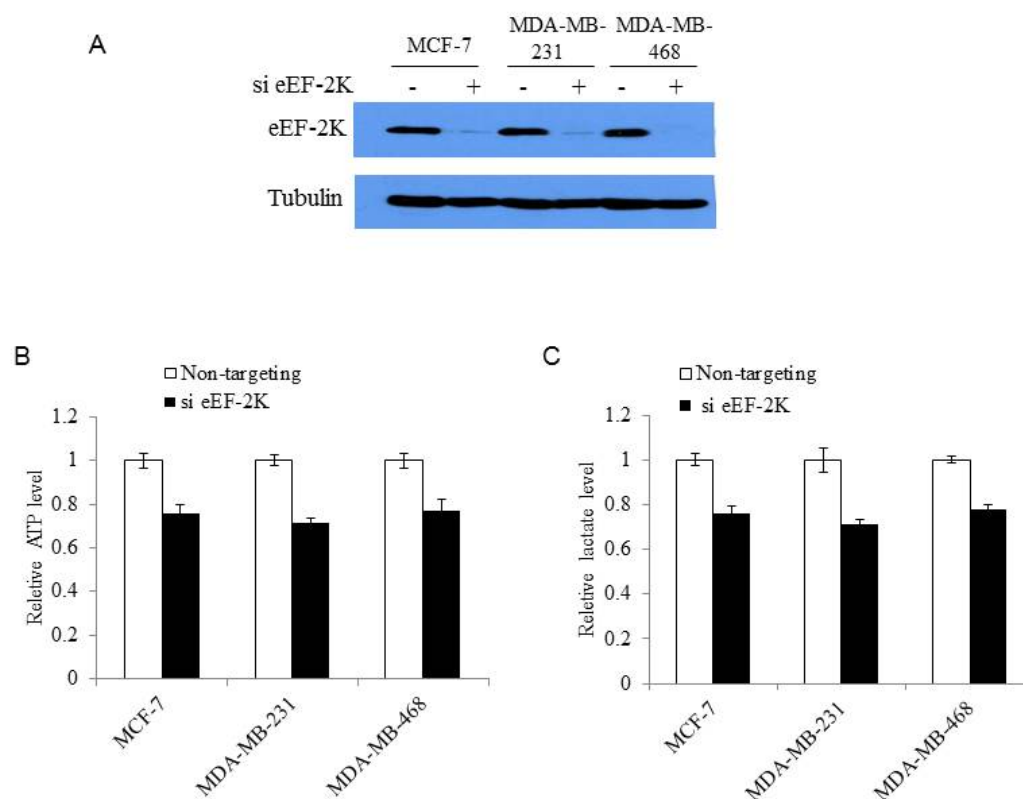 A
MCF-7
MDA-MB-
231
MDA-MB-
468
si eEF-2K
- + - + - +
eEF-2K
Tubulin
B
Non-targeting
si eEF-2K
Reletive ATP level
1.2
1
0.8
0.6
0.4
0.2
0
MCF-7
MDA-MB-231
MDA-MB-468
C
Non-targeting
si eEF-2K
Reletive lactate level
1.2
1
0.8
0.6
0.4
0.2
0
MCF-7
MDA-MB-231
MDA-MB-468